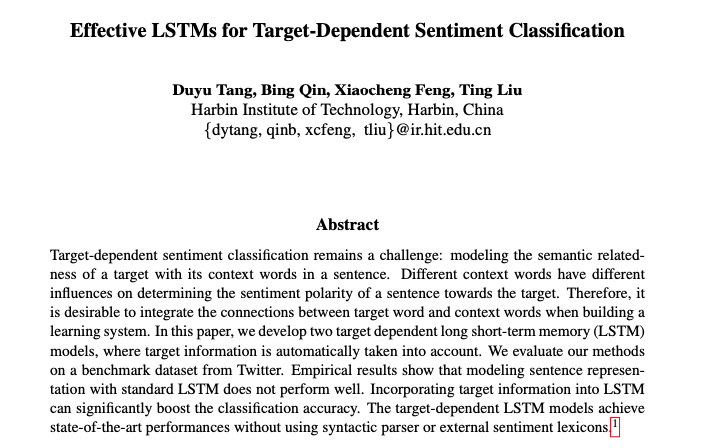 Effective LSTMs for Target-Dependent Sentiment Classification
Duyu Tang, Bing Qin, Xiaocheng Feng, Ting Liu
Harbin Institute of Technology, Harbin, China
{dytang, qinb, xcfeng, tliu}@ir.hit.edu.cn
Abstract
Target-dependent sentiment classification remains a challenge: modeling the semantic related-
ness of a target with its context words in a sentence. Different context words have different
influences on determining the sentiment polarity of a sentence towards the target. Therefore, it
is desirable to integrate the connections between target word and context words when building a
learning system. In this paper, we develop two target dependent long short-term memory (LSTM)
models, where target information is automatically taken into account. We evaluate our methods
on a benchmark dataset from Twitter. Empirical results show that modeling sentence represen-
tation with standard LSTM does not perform well. Incorporating target information into LSTM
can significantly boost the classification accuracy. The target-dependent LSTM models achieve
state-of-the-art performances without using syntactic parser or external sentiment lexicons.1